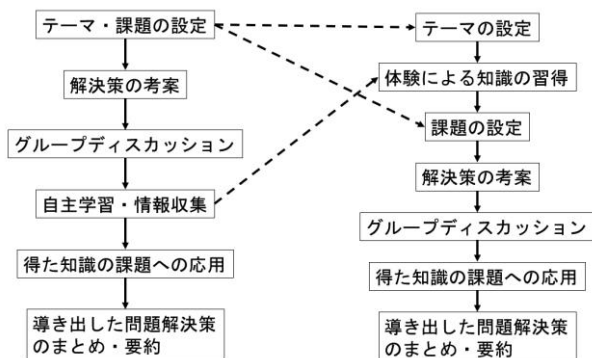 テーマ・課題の設定
解決策の考案
グループディスカッション
自主学習・情報収集
得た知識の課題への応用
導き出した問題解決策
のまとめ・要約
テーマの設定
体験による知識の習得
課題の設定
解決策の考案
グループディスカッション
得た知識の課題への応用
導き出した問題解決策
のまとめ・要約